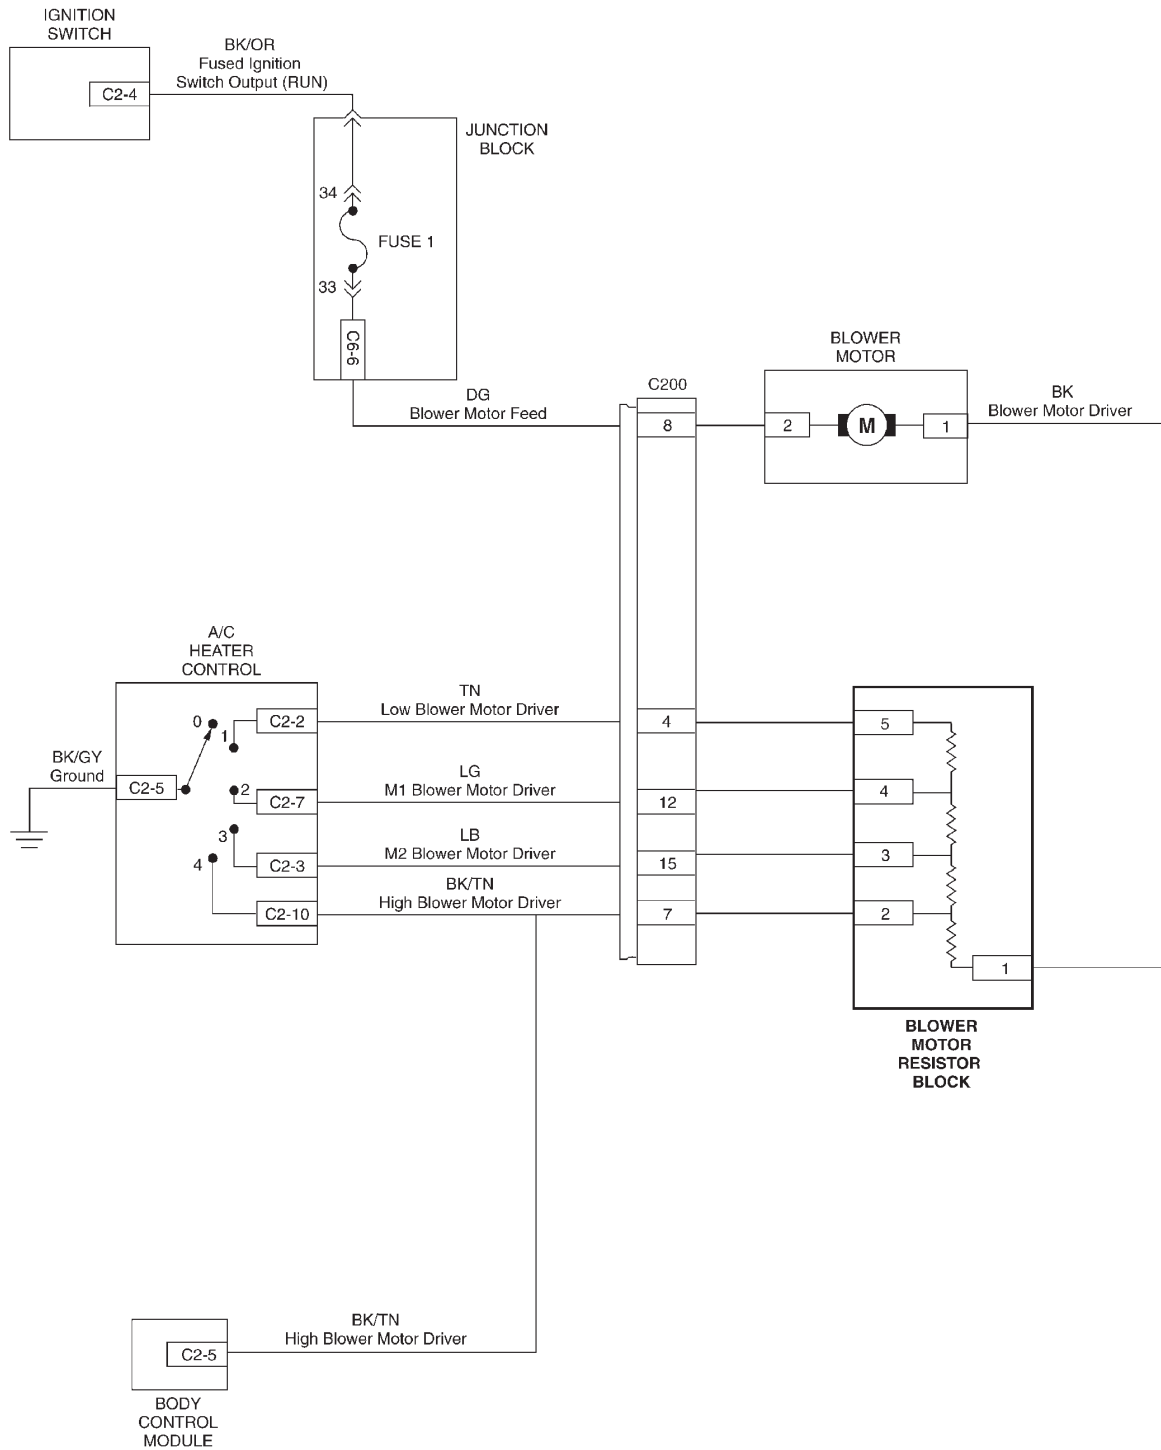 IGNITION
SWITCH
C2-4
BK/OR
Fused Ignition
Switch Output (RUN)
JUNCTION
BLOCK
34
FUSE 1
33
C6-6
DG
Blower Motor Feed
C200
8
BLOWER
MOTOR
2
M
1
BK
Blower Motor Driver
A/C
HEATER
CONTROL
BK/GY
Ground
C2-5
0
1
2
3
4
C2-2
C2-7
C2-3
C2-10
TN
Low Blower Motor Driver
LG
M1 Blower Motor Driver
LB
M2 Blower Motor Driver
BK/TN
High Blower Motor Driver
4
12
15
7
5
4
3
2
1
BLOWER
MOTOR
RESISTOR
BLOCK
BK/TN
High Blower Motor Driver
C2-5
BODY
CONTROL
MODULE